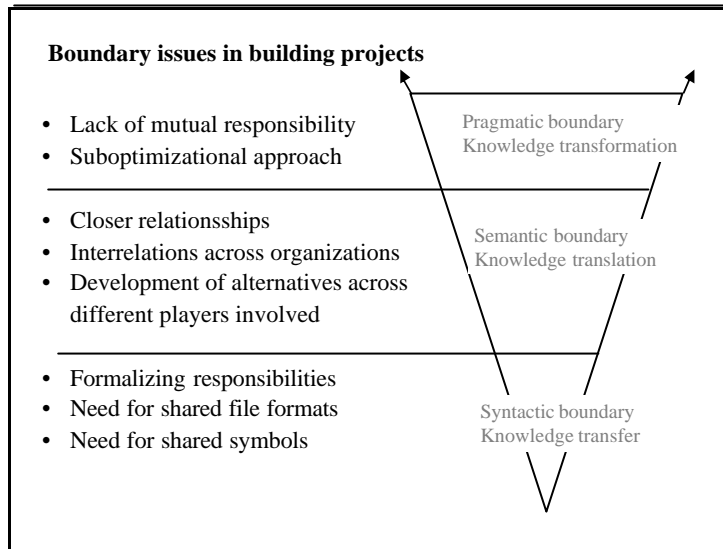 Boundary issues in building projects
• Lack of mutual responsibility
• Suboptimizational approach
Pragmatic boundary
Knowledge transformation
• Closer relationsships
• Interrelations across organizations
• Development of alternatives across
different players involved
Semantic boundary
Knowledge translation
• Formalizing responsibilities
• Need for shared file formats
• Need for shared symbols
Syntactic boundary
Knowledge transfer